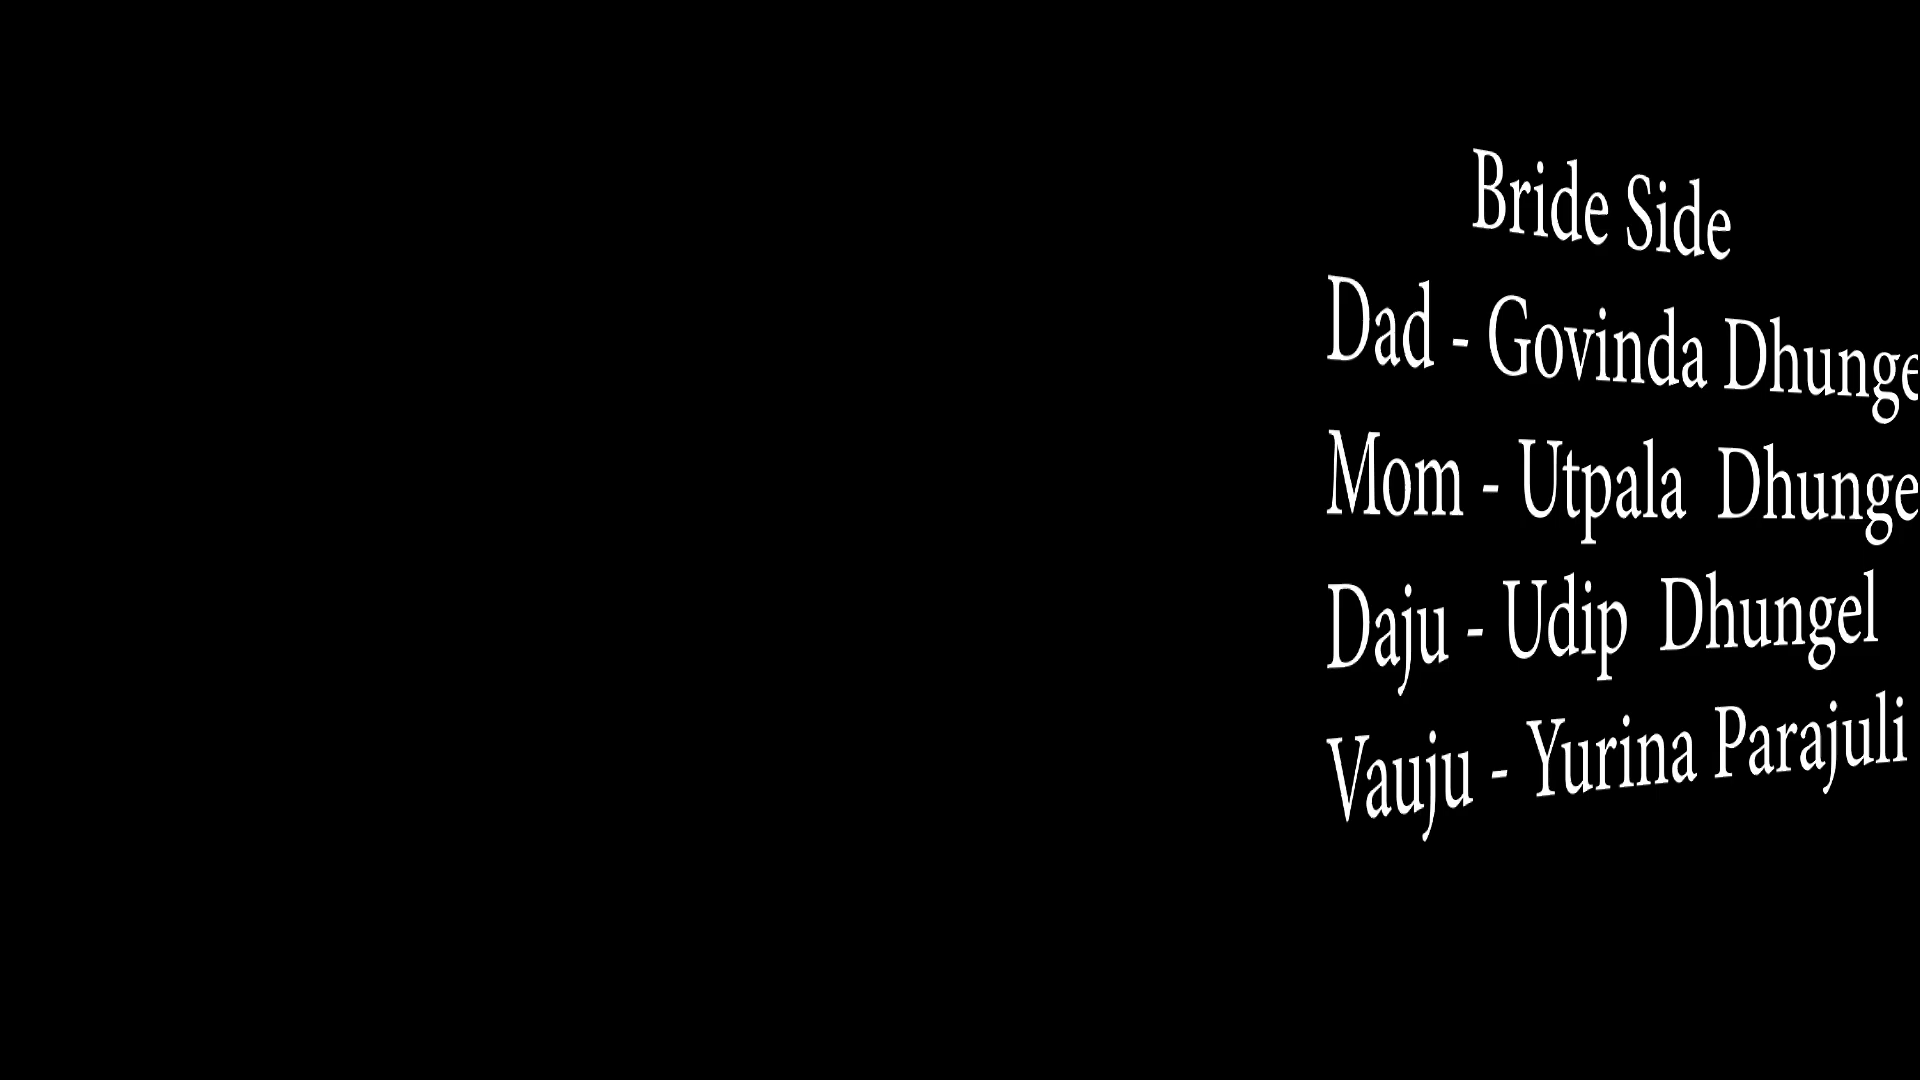 Bride Side
Dad - Govinda Dhunge
Mom - Utpala Dhunge
Daju - Udip Dhungel
Vauju - Yurina Parajuli